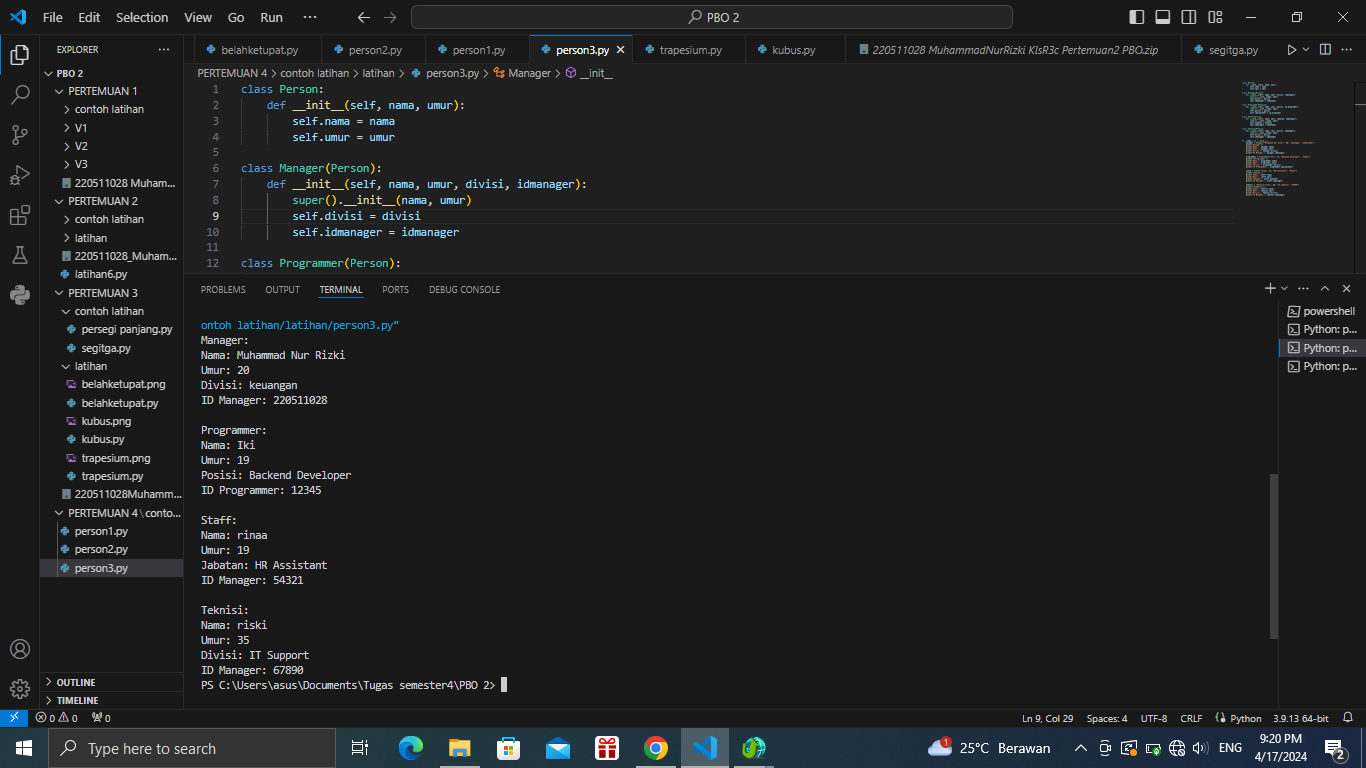 File Edit Selection View Go Run ··· PBO 2
EXPLORER ···
PBO 2
PERTEMUAN 1
contoh latihan
V1
V2
V3
220511028 Muham...
PERTEMUAN 2
contoh latihan
latihan
220511028_Muham...
latihan6.py
PERTEMUAN 3
contoh latihan
persegi panjang.py
segitga.py
latihan
belahketupat.png
belahketupat.py
kubus.png
kubus.py
trapesium.png
trapesium.py
220511028Muhamm...
PERTEMUAN 4\conto...
person1.py
person2.py
person3.py
OUTLINE
TIMELINE
belahketupat.py person2.py person1.py person3.py trapesium.py kubus.py 220511028 MuhammadNurRizki KlsR3c Pertemuan2 PBO.zip segitga.py
PERTEMUAN 4 > contoh latihan > latihan > person3.py > Manager > __init__
1 class Person:
2 def __init__(self, nama, umur):
3 self.nama = nama
4 self.umur = umur
5
6 class Manager(Person):
7 def __init__(self, nama, umur, divisi, idmanager):
8 super().__init__(nama, umur)
9 self.divisi = divisi
10 self.idmanager = idmanager
11
12 class Programmer(Person):
PROBLEMS OUTPUT TERMINAL PORTS DEBUG CONSOLE
ontoh latihan/latihan/person3.py"
Manager:
Nama: Muhammad Nur Rizki
Umur: 20
Divisi: keuangan
ID Manager: 220511028
Programmer:
Nama: Iki
Umur: 19
Posisi: Backend Developer
ID Programmer: 12345
Staff:
Nama: rinaa
Umur: 19
Jabatan: HR Assistant
ID Manager: 54321
Teknisi:
Nama: riski
Umur: 35
Divisi: IT Support
ID Manager: 67890
PS C:\Users\asus\Documents\Tugas semester4\PBO 2>
powershell
Python: p...
Python: p...
Python: p...
0 0 0 Ln 9, Col 29 Spaces: 4 UTF-8 CRLF Python 3.9.13 64-bit
Type here to search 1 25°C Berawan ENG 9:20 PM 2
4/17/2024